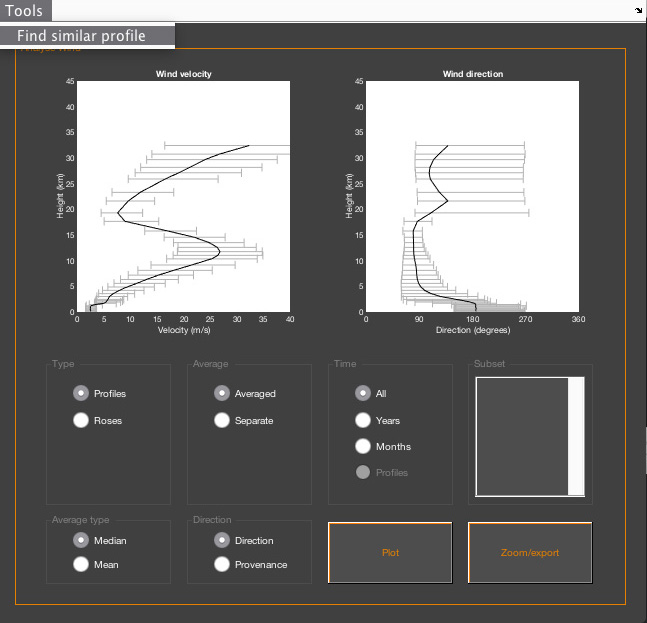 Tools
Find similar profile
Analyse Wind
Wind velocity
Wind direction
45
40
35
30
25
20
15
10
5
0
Height (km)
0 5 10 15 20 25 30 35 40
Velocity (m/s)
45
40
35
30
25
20
15
10
5
0
Height (km)
0 90 180 270 360
Direction (degrees)
Type
Profiles
Roses
Average
Averaged
Separate
Time
All
Years
Months
Profiles
Subset
Average type
Median
Mean
Direction
Direction
Provenance
Plot
Zoom/export